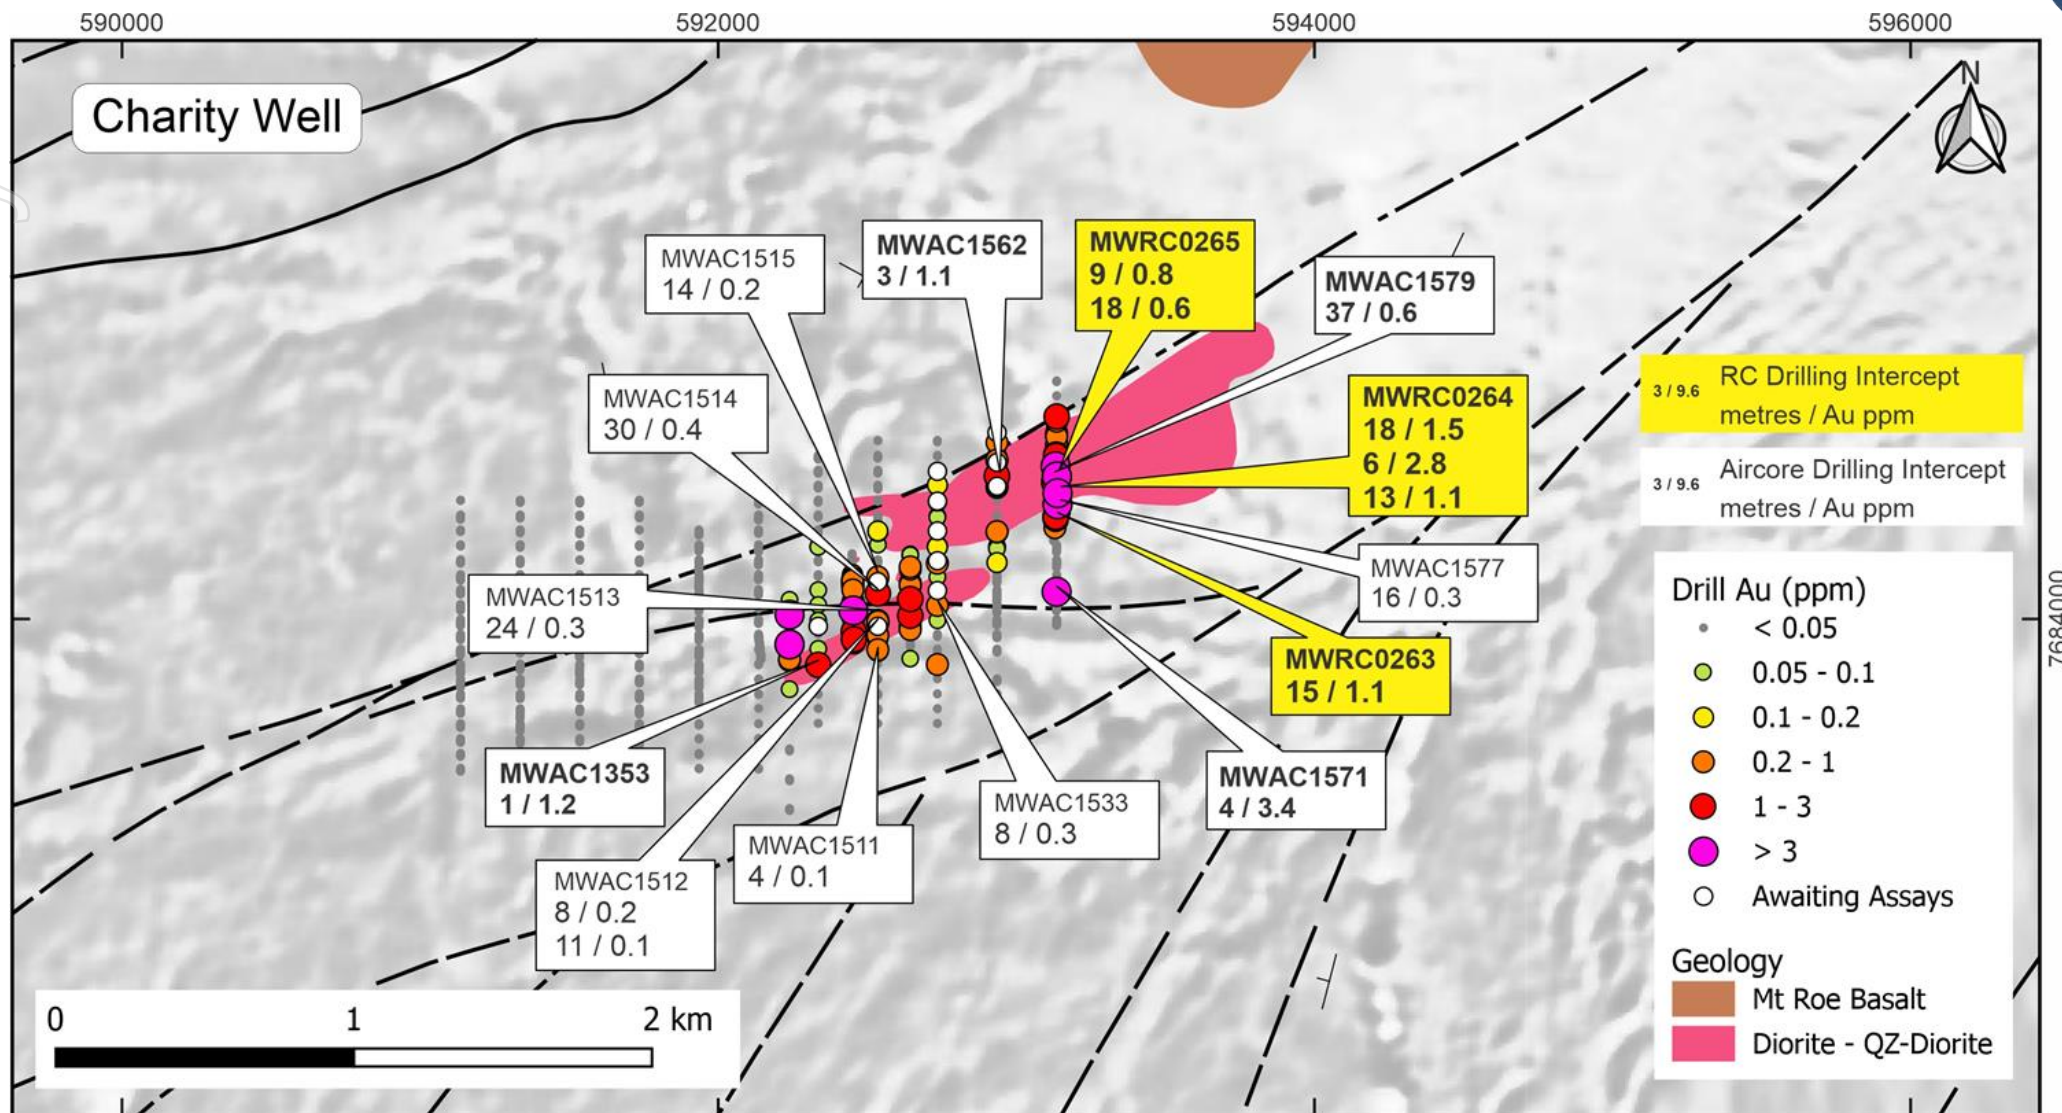 590000
592000
594000
596000
Charity Well
N
MWAC1515
14 / 0.2
MWAC1562
3 / 1.1
MWRC0265
9 / 0.8
18 / 0.6
MWAC1579
37 / 0.6
MWAC1514
30 / 0.4
MWRC0264
18 / 1.5
6 / 2.8
13 / 1.1
3 / 9.6
RC Drilling Intercept
metres / Au ppm
3 / 9.6
Aircore Drilling Intercept
metres / Au ppm
MWAC1513
24 / 0.3
MWAC1577
16 / 0.3
MWRC0263
15 / 1.1
MWAC1353
1 / 1.2
MWAC1571
4 / 3.4
MWAC1533
8 / 0.3
MWAC1511
4 / 0.1
MWAC1512
8 / 0.2
11 / 0.1
7684000
Drill Au (ppm)
< 0.05
0.05 - 0.1
0.1 - 0.2
0.2 - 1
1 - 3
> 3
Awaiting Assays
Geology
Mt Roe Basalt
Diorite - QZ-Diorite
0 1 2 km